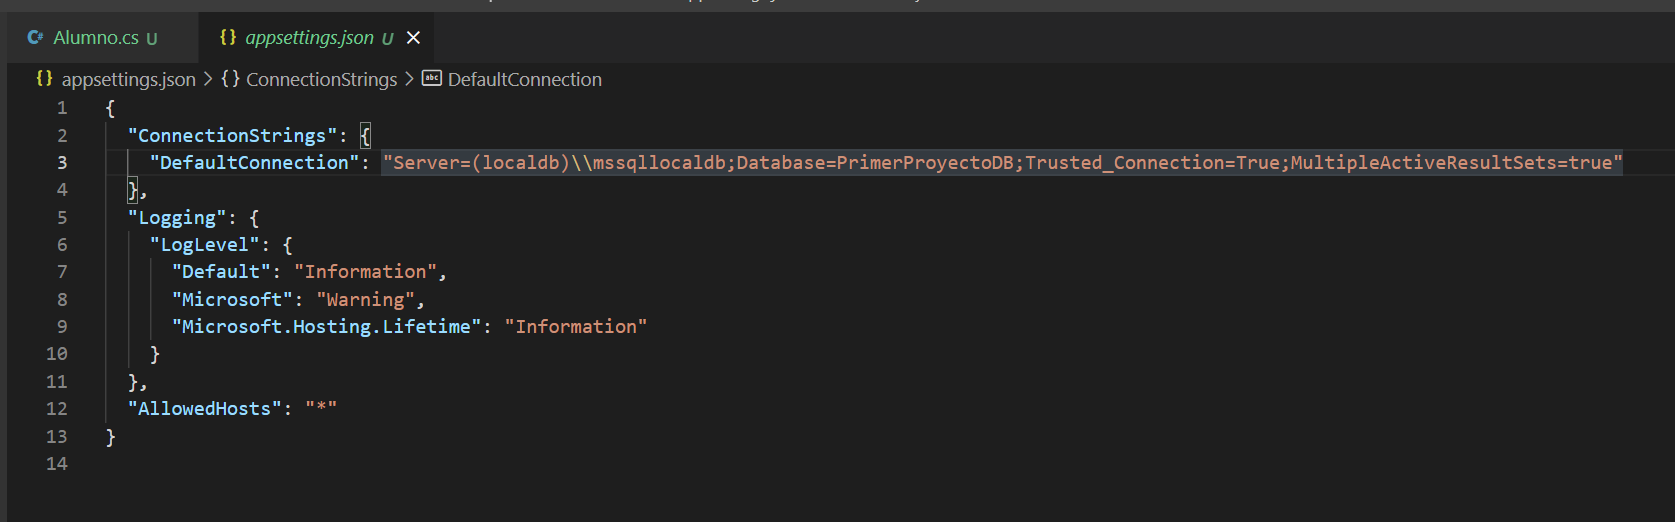 Alumno.cs U {} appsettings.json U ×
{} appsettings.json > {} ConnectionStrings > abc DefaultConnection
1 {
2 "ConnectionStrings": {
3 "DefaultConnection": "Server=(localdb)\\mssqllocaldb;Database=PrimerProyectoDB;Trusted_Connection=True;MultipleActiveResultSets=true"
4 },
5 "Logging": {
6 "LogLevel": {
7 "Default": "Information",
8 "Microsoft": "Warning",
9 "Microsoft.Hosting.Lifetime": "Information"
10 }
11 },
12 "AllowedHosts": "*"
13 }
14